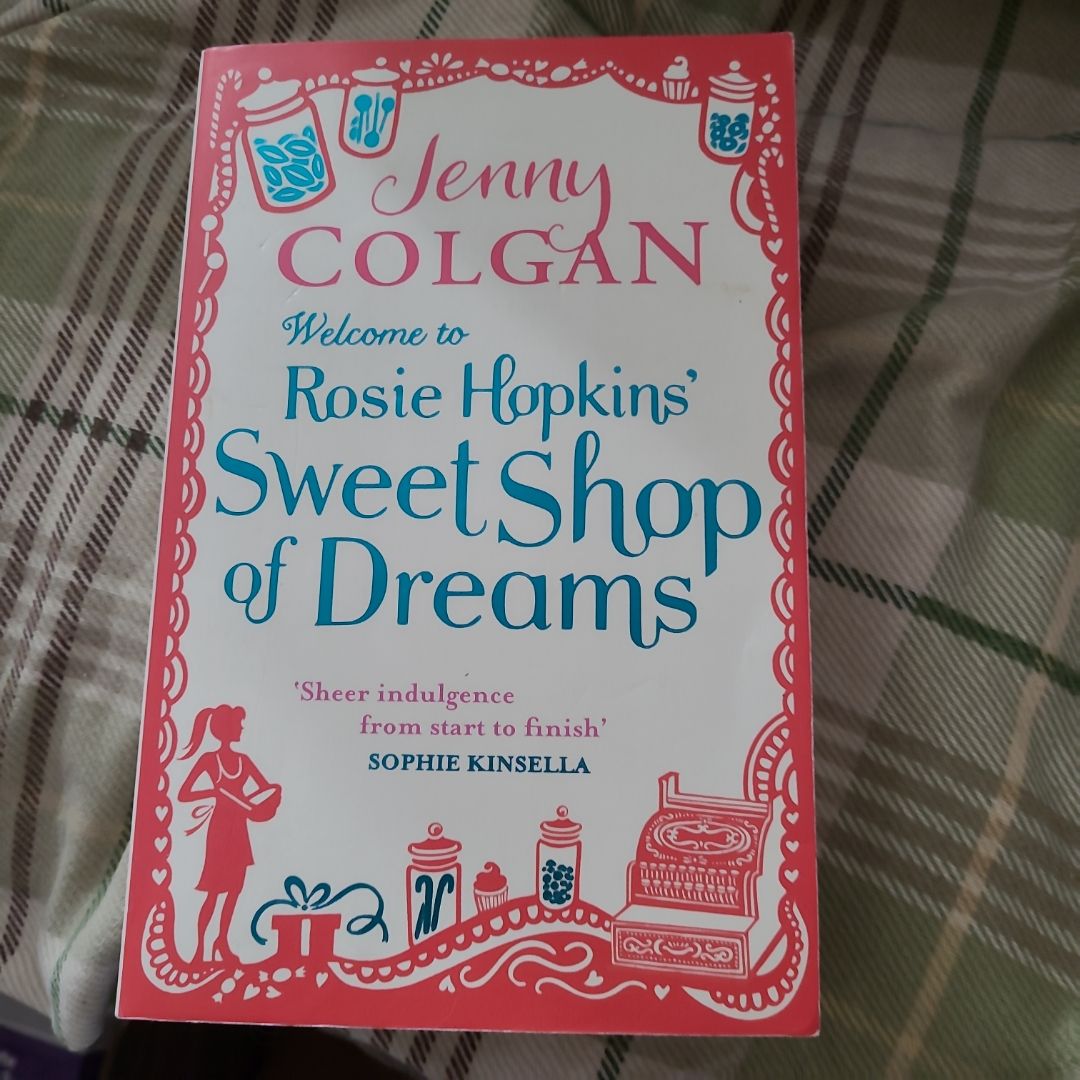 Jenny
COLGAN
Welcome to
Rosie Hopkins’
Sweet Shop
of Dreams
‘Sheer indulgence
from start to finish’
SOPHIE KINSELLA